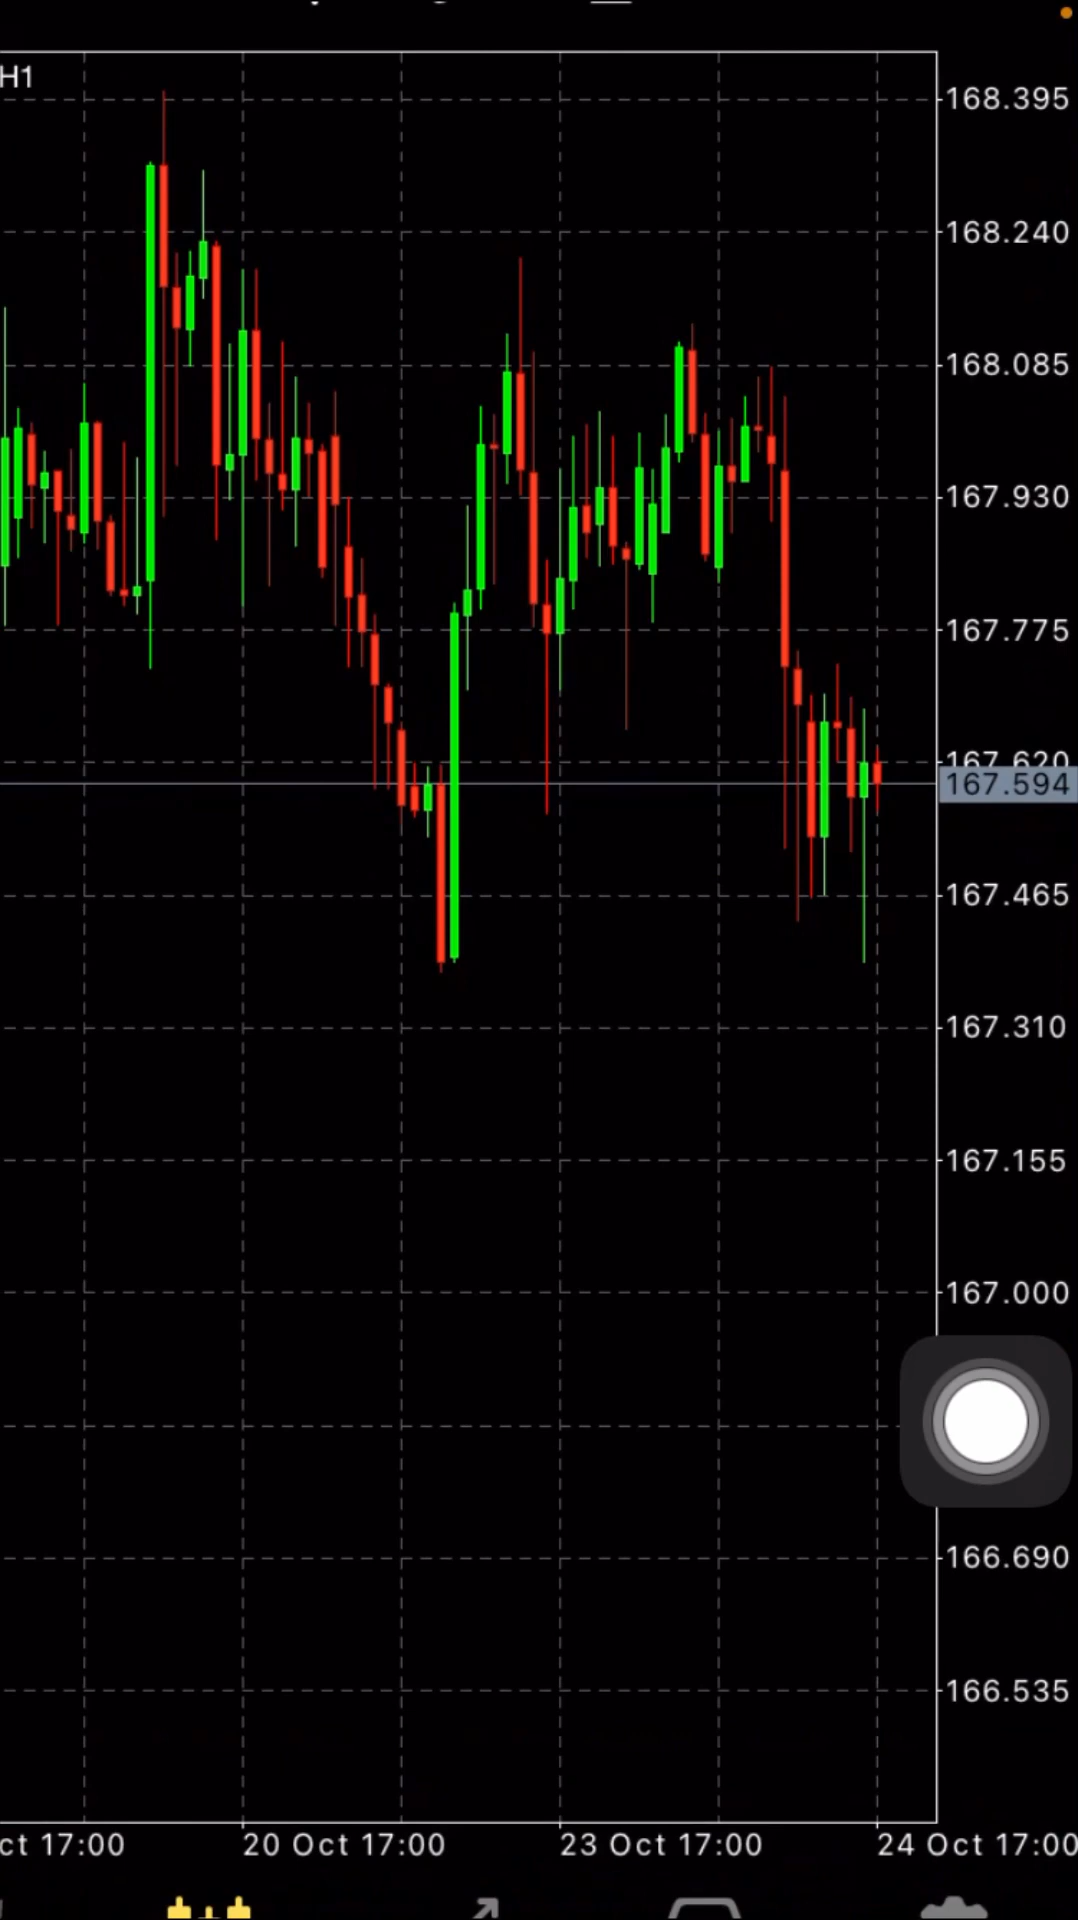 H1
168.395
168.240
168.085
167.930
167.775
167.620
167.594
167.465
167.310
167.155
167.000
166.690
166.535
ct 17:00
20 Oct 17:00
23 Oct 17:00
24 Oct 17:00